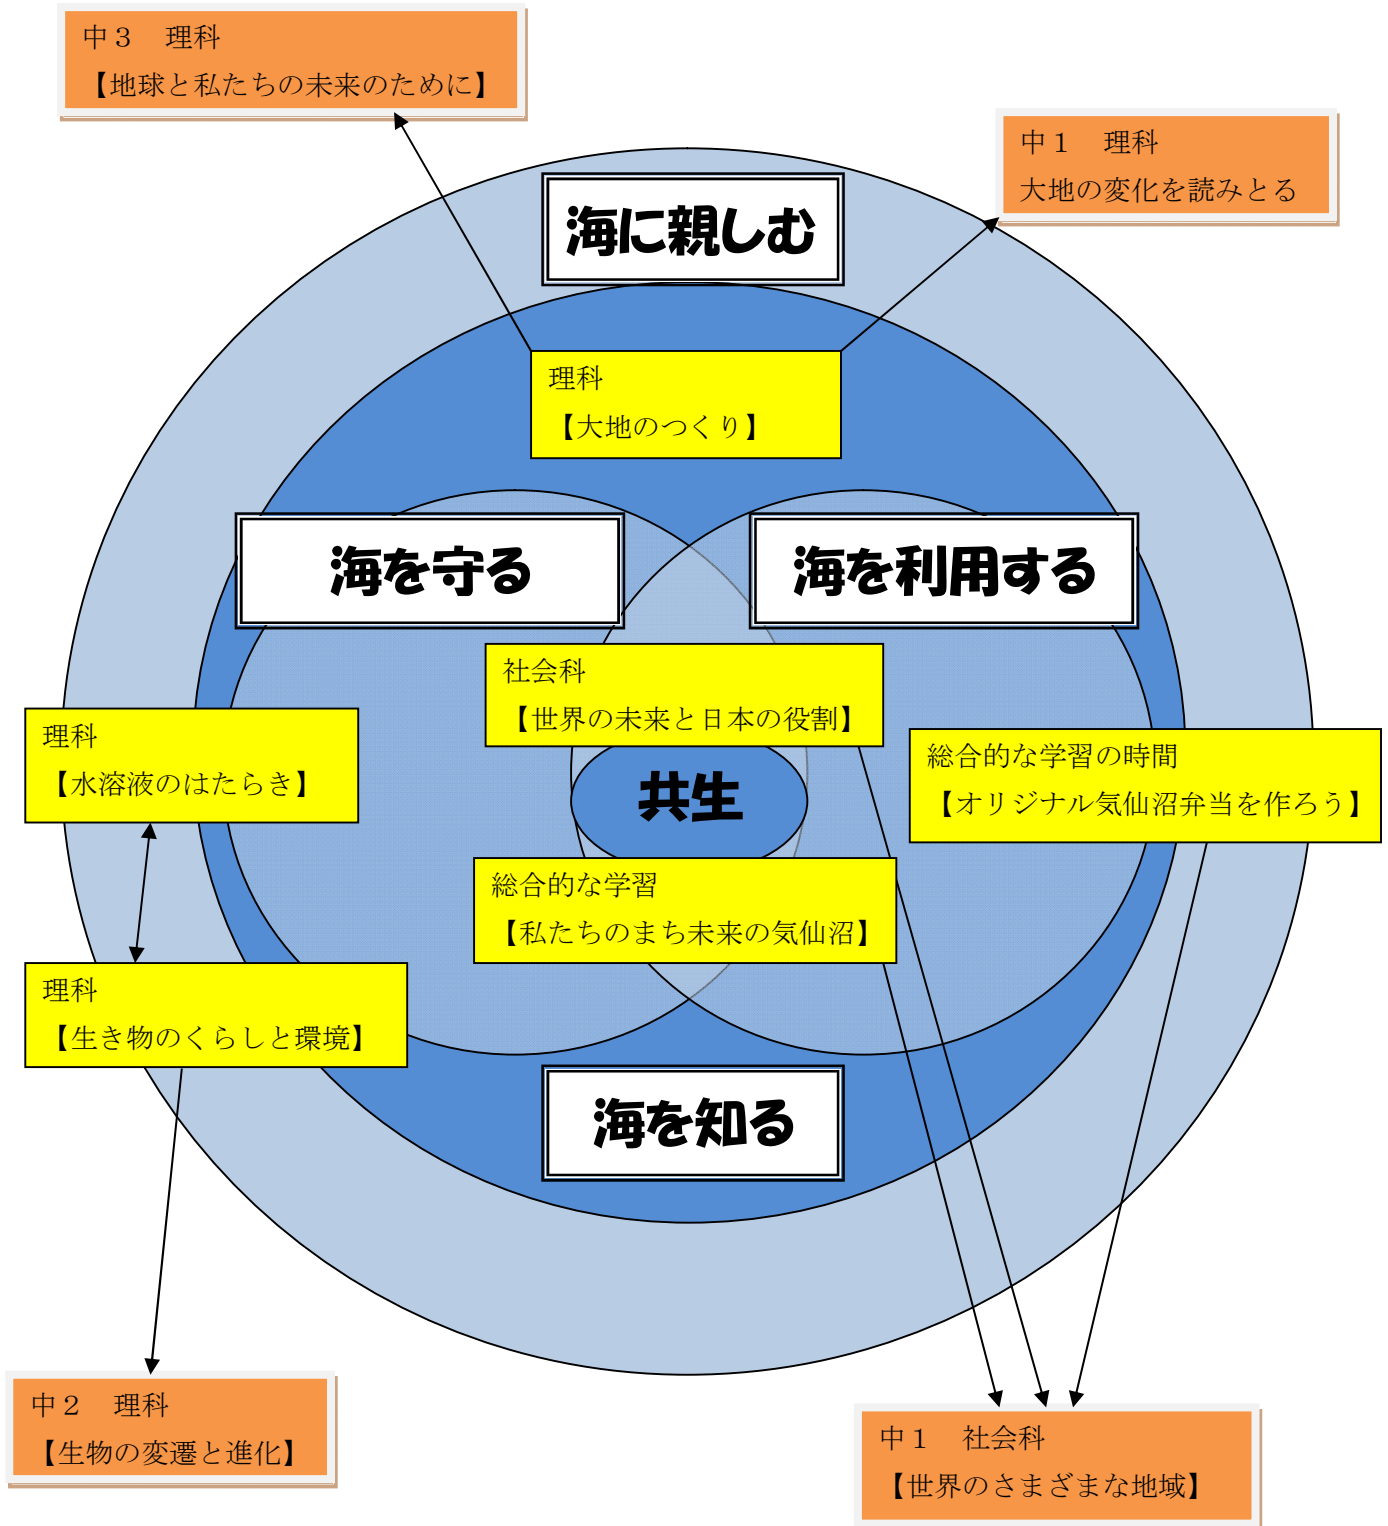 中３　理科
【地球と私たちの未来のために】
中１　理科
大地の変化を読みとる
海に親しむ
理科
【大地のつくり】
海を守る
海を利用する
社会科
【世界の未来と日本の役割】
理科
【水溶液のはたらき】
総合的な学習の時間
【オリジナル気仙沼弁当を作ろう】
共生
総合的な学習
【私たちのまち未来の気仙沼】
理科
【生き物のくらしと環境】
海を知る
中２　理科
【生物の変遷と進化】
中１　社会科
【世界のさまざまな地域】